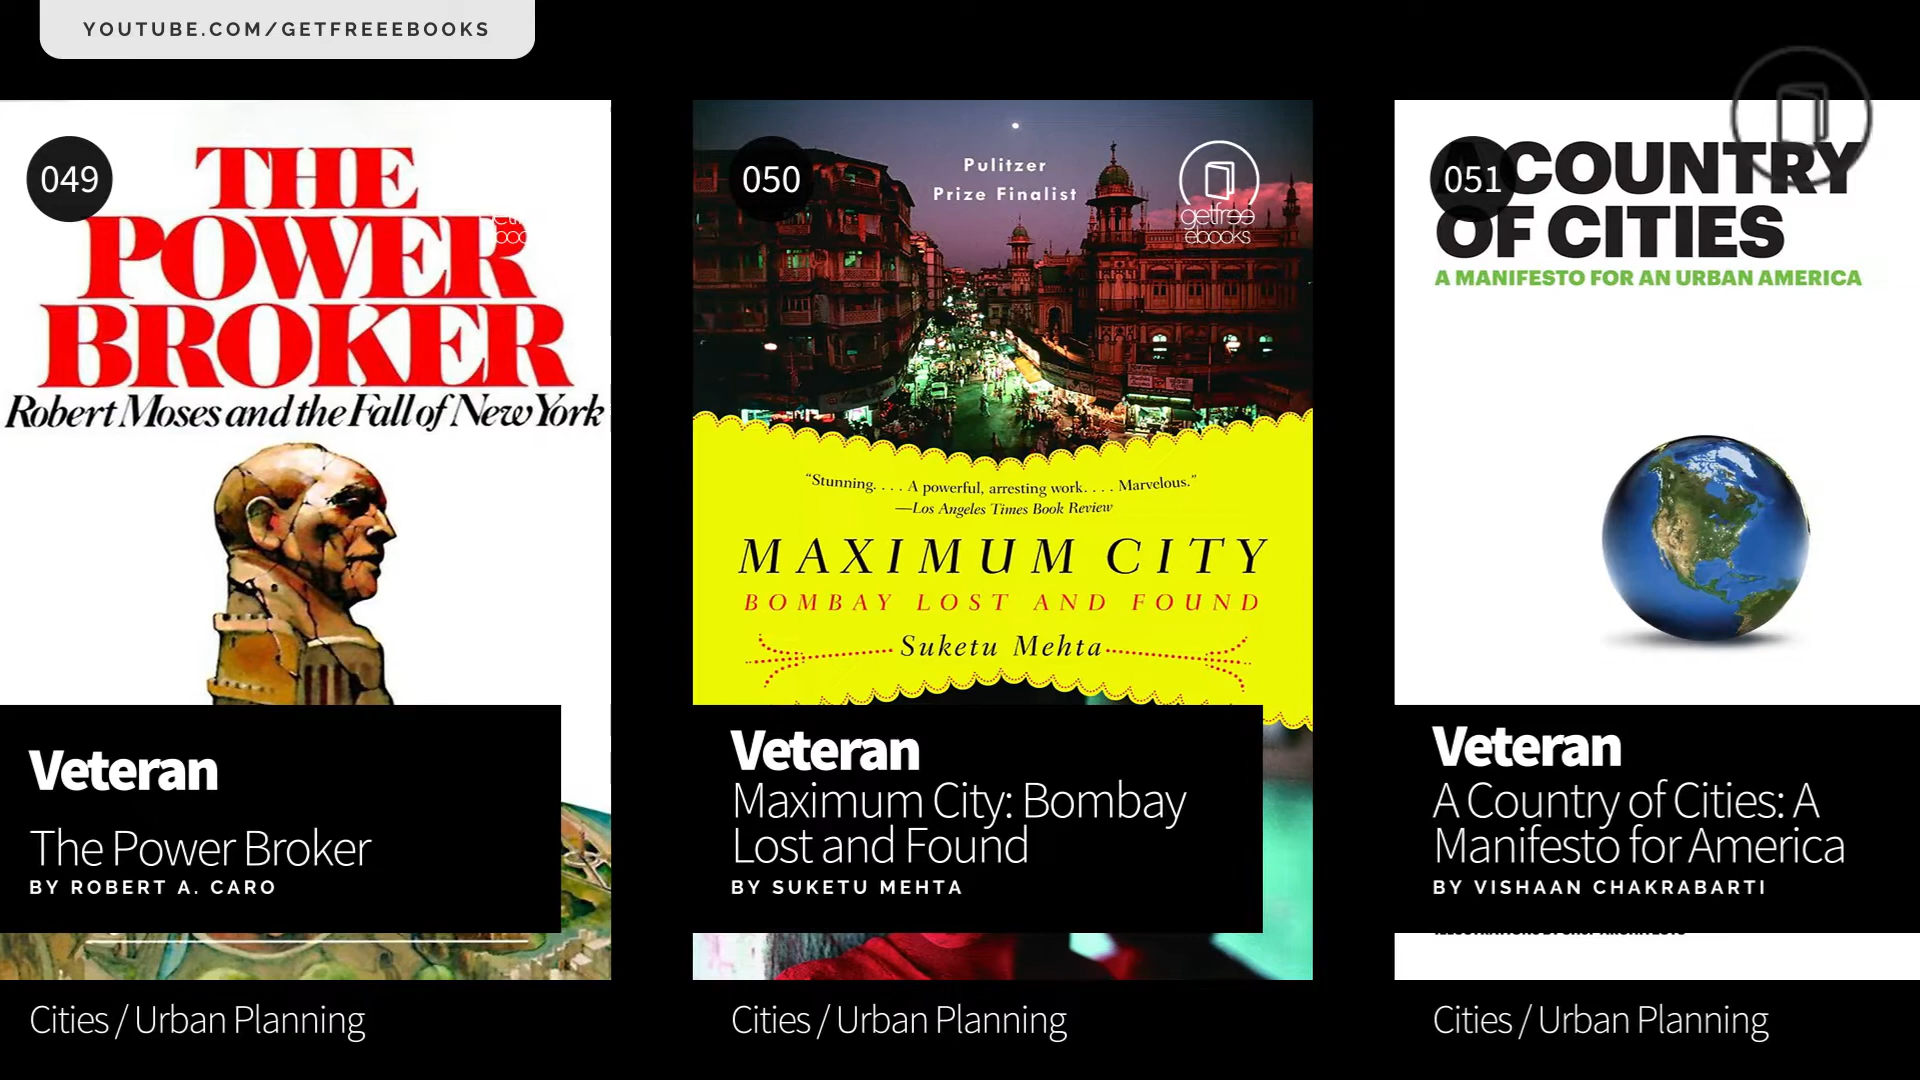 YOUTUBE.COM/GETFREEEBOOKS
049
THE
POWER
BROKER
Robert Moses and the Fall of New York
Veteran
The Power Broker
BY ROBERT A. CARO
Cities / Urban Planning
050
Pulitzer
Prize Finalist
getfree
ebooks
“Stunning. . . . A powerful, arresting work. . . . Marvelous.”
—Los Angeles Times Book Review
MAXIMUM CITY
BOMBAY LOST AND FOUND
Suketu Mehta
Veteran
Maximum City: Bombay
Lost and Found
BY SUKETU MEHTA
Cities / Urban Planning
051
A COUNTRY
OF CITIES
A MANIFESTO FOR AN URBAN AMERICA
Veteran
A Country of Cities: A
Manifesto for America
BY VISHAAN CHAKRABARTI
Cities / Urban Planning